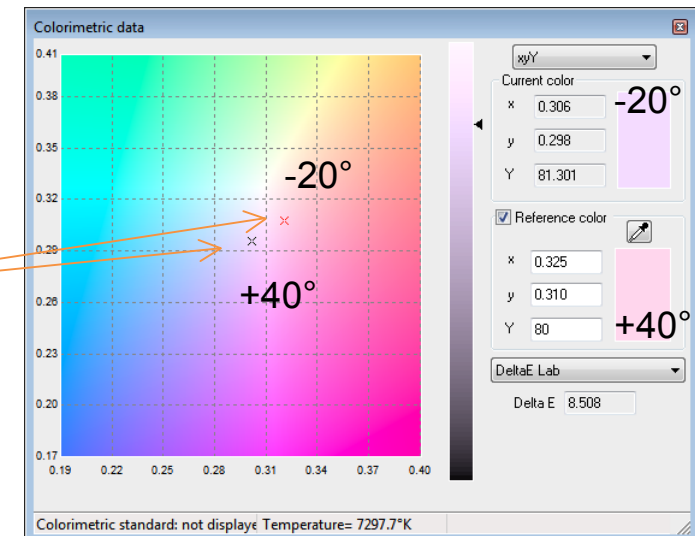 Colorimetric data
0.41
0.38
0.35
0.32
0.29
0.26
0.23
0.20
0.17
0.19 0.22 0.25 0.28 0.31 0.34 0.37 0.40
-20°
+40°
xyY
Current color
x 0.306
y 0.298
Y 81.301
-20°
Reference color
x 0.325
y 0.310
Y 80
+40°
DeltaE Lab
Delta E 8.508
Colorimetric standard: not displaye Temperature= 7297.7°K